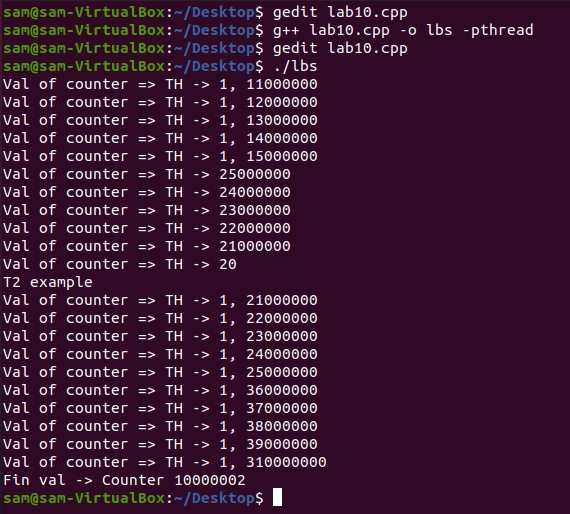 sam@sam-VirtualBox:~/Desktop$ gedit lab10.cpp
sam@sam-VirtualBox:~/Desktop$ g++ lab10.cpp -o lbs -pthread
sam@sam-VirtualBox:~/Desktop$ gedit lab10.cpp
sam@sam-VirtualBox:~/Desktop$ ./lbs
Val of counter => TH -> 1, 11000000
Val of counter => TH -> 1, 12000000
Val of counter => TH -> 1, 13000000
Val of counter => TH -> 1, 14000000
Val of counter => TH -> 1, 15000000
Val of counter => TH -> 25000000
Val of counter => TH -> 24000000
Val of counter => TH -> 23000000
Val of counter => TH -> 22000000
Val of counter => TH -> 21000000
Val of counter => TH -> 20
T2 example
Val of counter => TH -> 1, 21000000
Val of counter => TH -> 1, 22000000
Val of counter => TH -> 1, 23000000
Val of counter => TH -> 1, 24000000
Val of counter => TH -> 1, 25000000
Val of counter => TH -> 1, 36000000
Val of counter => TH -> 1, 37000000
Val of counter => TH -> 1, 38000000
Val of counter => TH -> 1, 39000000
Val of counter => TH -> 1, 310000000
Fin val -> Counter 10000002
sam@sam-VirtualBox:~/Desktop$